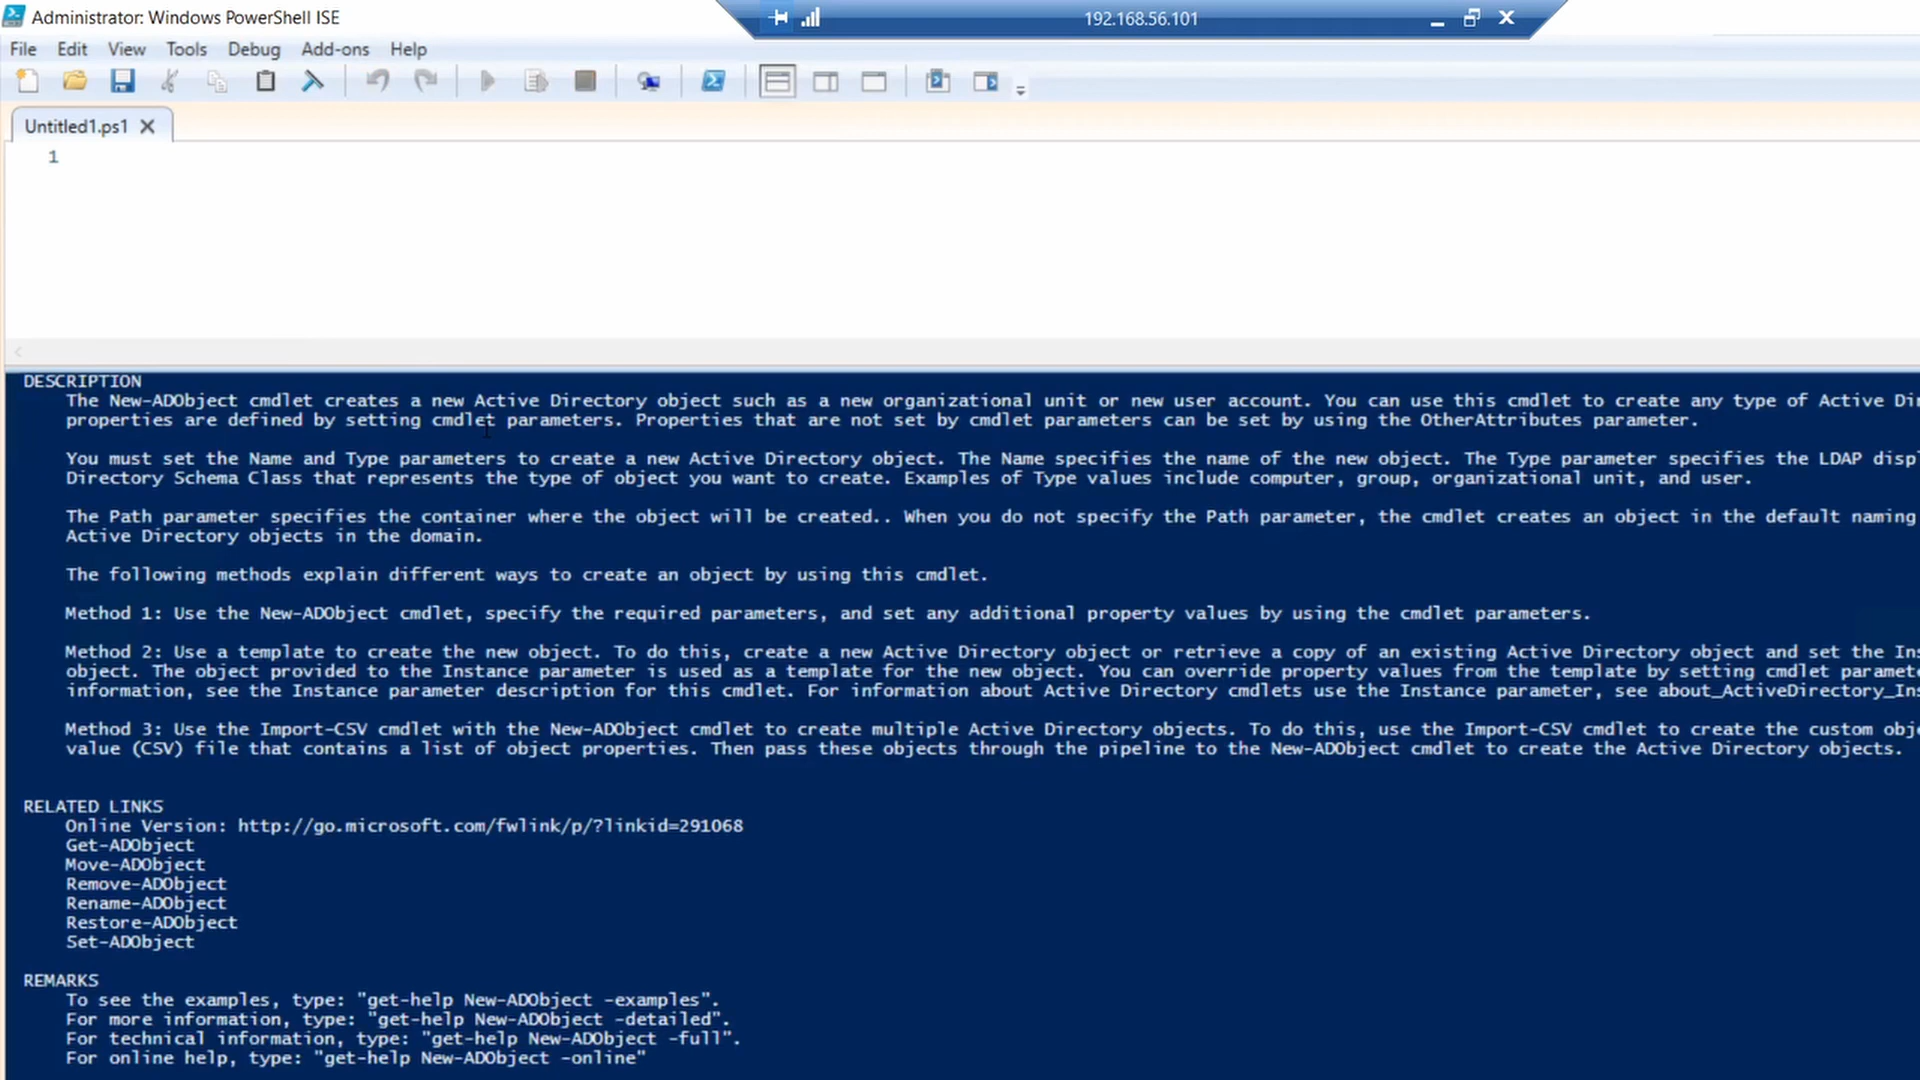 Administrator: Windows PowerShell ISE
192.168.56.101
File Edit View Tools Debug Add-ons Help
Untitled1.ps1
1
DESCRIPTION
The New-ADObject cmdlet creates a new Active Directory object such as a new organizational unit or new user account. You can use this cmdlet to create any type of Active Di
properties are defined by setting cmdlet parameters. Properties that are not set by cmdlet parameters can be set by using the OtherAttributes parameter.
You must set the Name and Type parameters to create a new Active Directory object. The Name specifies the name of the new object. The Type parameter specifies the LDAP displ
Directory Schema Class that represents the type of object you want to create. Examples of Type values include computer, group, organizational unit, and user.
The Path parameter specifies the container where the object will be created.. When you do not specify the Path parameter, the cmdlet creates an object in the default naming
Active Directory objects in the domain.
The following methods explain different ways to create an object by using this cmdlet.
Method 1: Use the New-ADObject cmdlet, specify the required parameters, and set any additional property values by using the cmdlet parameters.
Method 2: Use a template to create the new object. To do this, create a new Active Directory object or retrieve a copy of an existing Active Directory object and set the Ins
object. The object provided to the Instance parameter is used as a template for the new object. You can override property values from the template by setting cmdlet paramete
information, see the Instance parameter description for this cmdlet. For information about Active Directory cmdlets use the Instance parameter, see about_ActiveDirectory_Ins
Method 3: Use the Import-CSV cmdlet with the New-ADObject cmdlet to create multiple Active Directory objects. To do this, use the Import-CSV cmdlet to create the custom obje
value (CSV) file that contains a list of object properties. Then pass these objects through the pipeline to the New-ADObject cmdlet to create the Active Directory objects.
RELATED LINKS
Online Version: http://go.microsoft.com/fwlink/p/?linkid=291068
Get-ADObject
Move-ADObject
Remove-ADObject
Rename-ADObject
Restore-ADObject
Set-ADObject
REMARKS
To see the examples, type: "get-help New-ADObject -examples".
For more information, type: "get-help New-ADObject -detailed".
For technical information, type: "get-help New-ADObject -full".
For online help, type: "get-help New-ADObject -online"